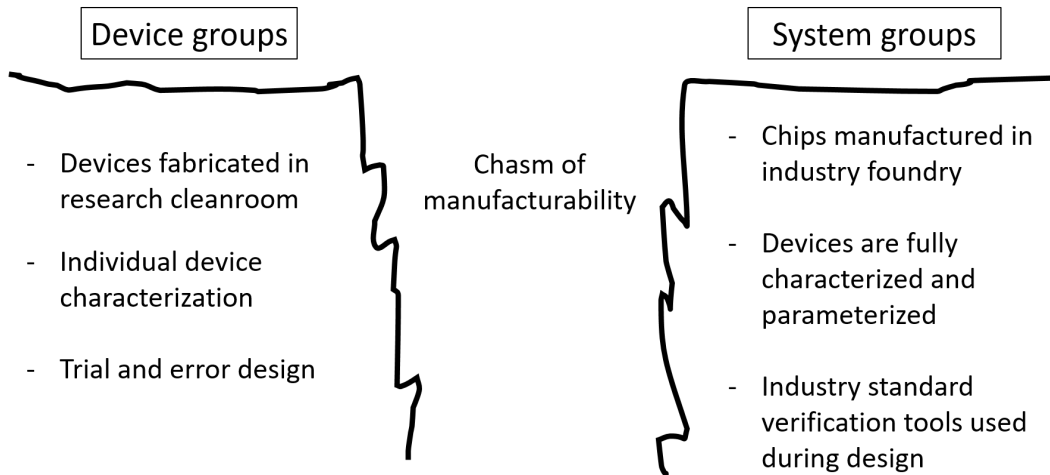 Device groups
- Devices fabricated in
research cleanroom
- Individual device
characterization
- Trial and error design
Chasm of
manufacturability
System groups
- Chips manufactured in
industry foundry
- Devices are fully
characterized and
parameterized
- Industry standard
verification tools used
during design